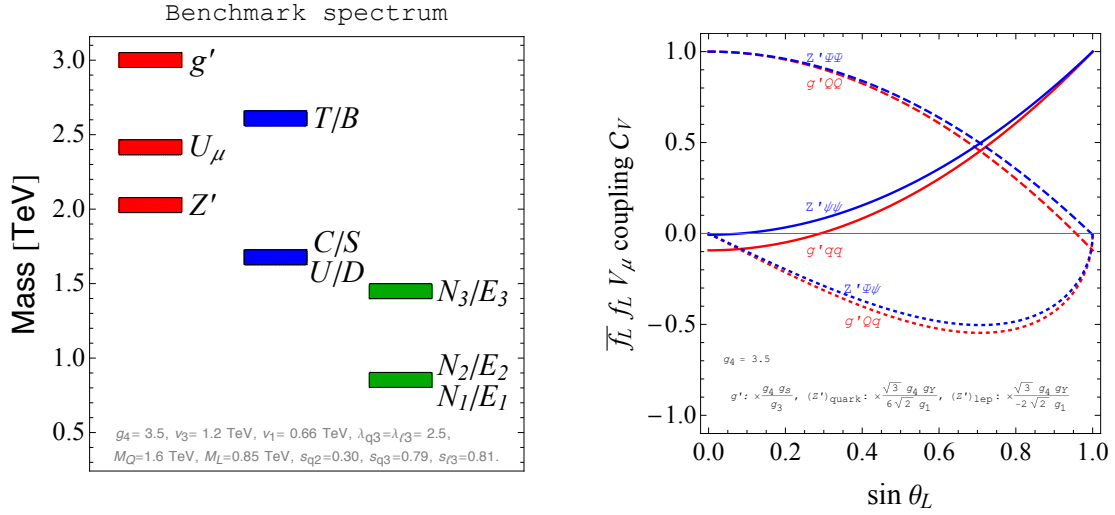 Benchmark spectrum
Mass [TeV]
3.0
2.5
2.0
1.5
1.0
0.5
g′
T/B
U_μ
Z′
C/S
U/D
N_3/E_3
N_2/E_2
N_1/E_1
g_4= 3.5, v_3= 1.2 TeV, v_1= 0.66 TeV, λ_q3=λ_ℓ3= 2.5,
M_Q=1.6 TeV, M_L=0.85 TeV, s_q2=0.30, s_q3=0.79, s_ℓ3=0.81.
f̅_L f_L V_μ coupling C_V
1.0
0.5
0.0
−0.5
−1.0
Z'ΨΨ
g'QQ
Z'ψψ
g'qq
Z'Ψψ
g'Qq
g_4 = 3.5
g': × g_4 g_s / g_3, (Z')_quark: × √3 g_4 g_Y / 6√2 g_1, (Z')_lep: × √3 g_4 g_Y / -2√2 g_1
0.0 0.2 0.4 0.6 0.8 1.0
sin θ_L